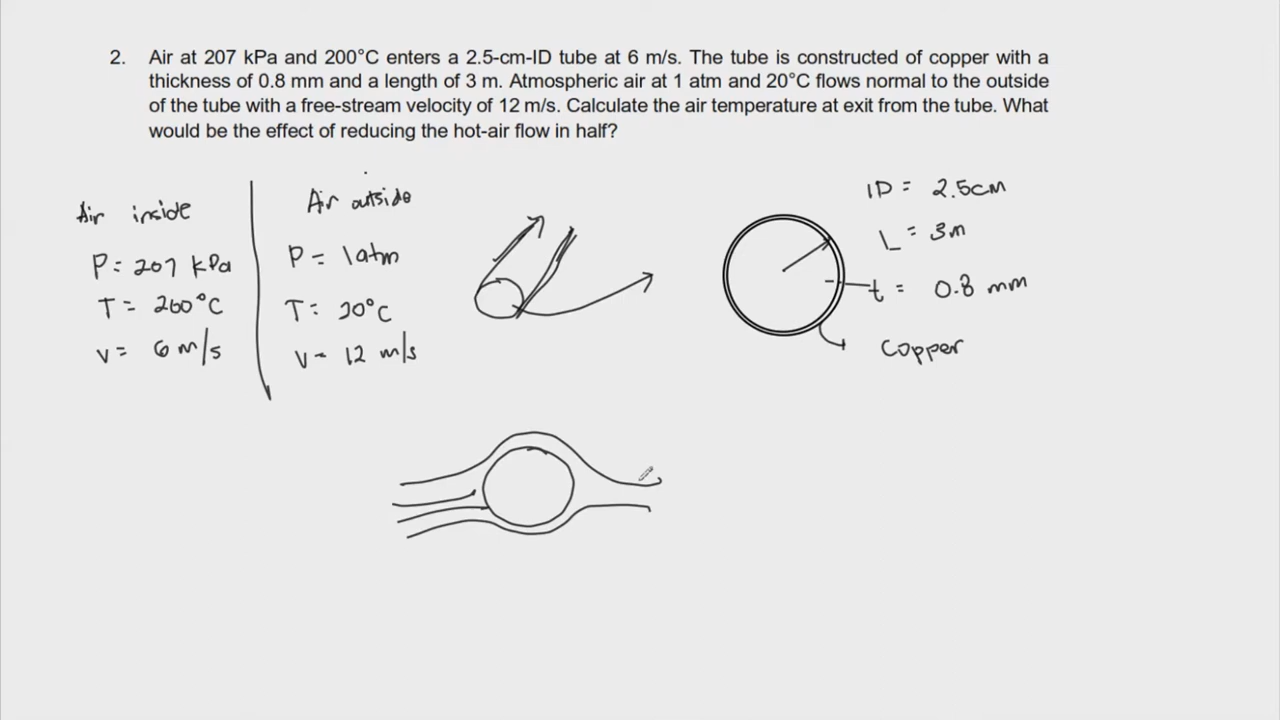 2. Air at 207 kPa and 200°C enters a 2.5-cm-ID tube at 6 m/s. The tube is constructed of copper with a
thickness of 0.8 mm and a length of 3 m. Atmospheric air at 1 atm and 20°C flows normal to the outside
of the tube with a free-stream velocity of 12 m/s. Calculate the air temperature at exit from the tube. What
would be the effect of reducing the hot-air flow in half?
Air inside
P = 207 kPa
T = 200°C
v = 6 m/s
Air outside
P = 1 atm
T = 20°C
v = 12 m/s
ID = 2.5cm
L = 3m
t = 0.8 mm
Copper